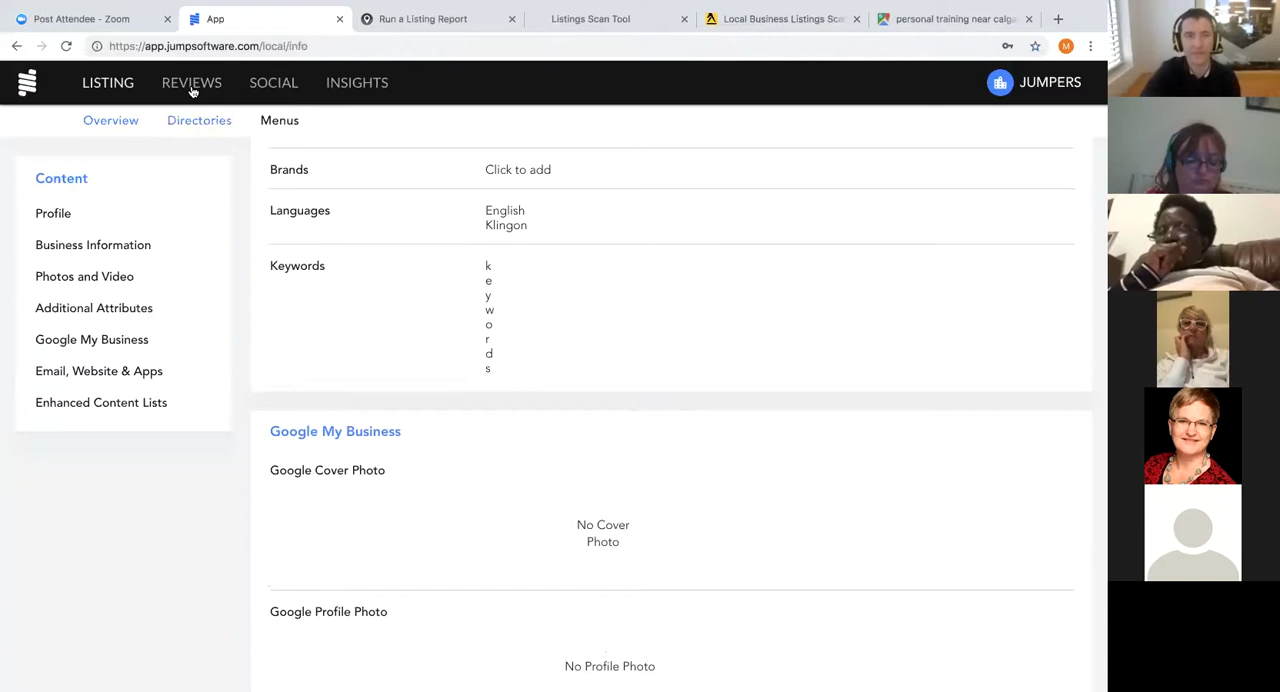 Post Attendee - Zoom
App
Run a Listing Report
Listings Scan Tool
Local Business Listings Sca
personal training near calga
https://app.jumpsoftware.com/local/info
M
LISTING
REVIEWS
SOCIAL
INSIGHTS
JUMPERS
Overview
Directories
Menus
Content
Profile
Business Information
Photos and Video
Additional Attributes
Google My Business
Email, Website & Apps
Enhanced Content Lists
Brands
Click to add
Languages
English
Klingon
Keywords
k
e
y
w
o
r
d
s
Google My Business
Google Cover Photo
No Cover
Photo
Google Profile Photo
No Profile Photo